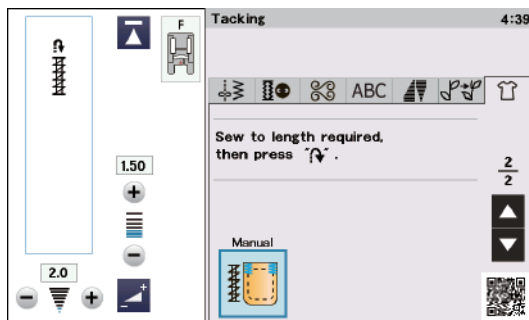 F
Tacking
4:39
ABC
Sew to length required,
then press " ".
1.50
2
2
Manual
2.0